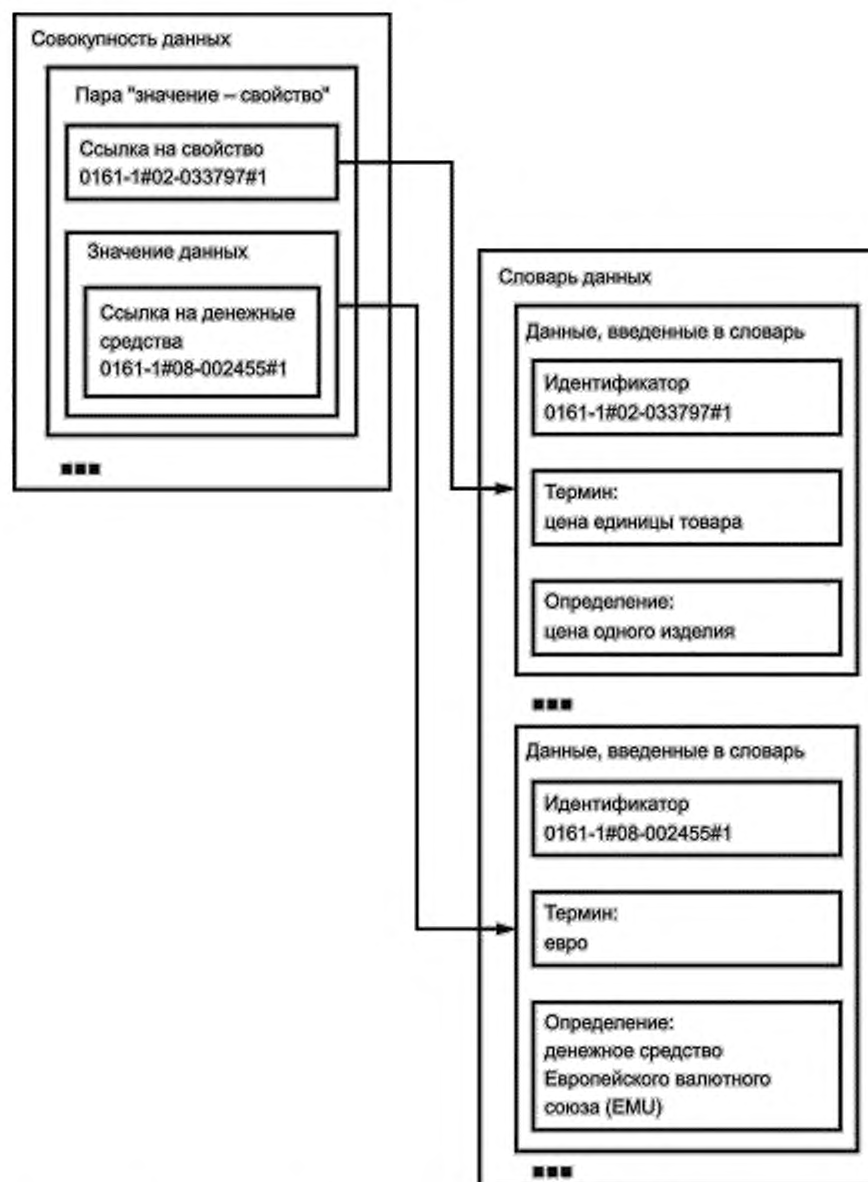 Совокупность данных
Пара "значение – свойство"
Ссылка на свойство
0161-1#02-033797#1
Значение данных
Ссылка на денежные
средства
0161-1#08-002455#1
Словарь данных
Данные, введенные в словарь
Идентификатор
0161-1#02-033797#1
Термин:
цена единицы товара
Определение:
цена одного изделия
Данные, введенные в словарь
Идентификатор
0161-1#08-002455#1
Термин:
евро
Определение:
денежное средство
Европейского валютного
союза (EMU)